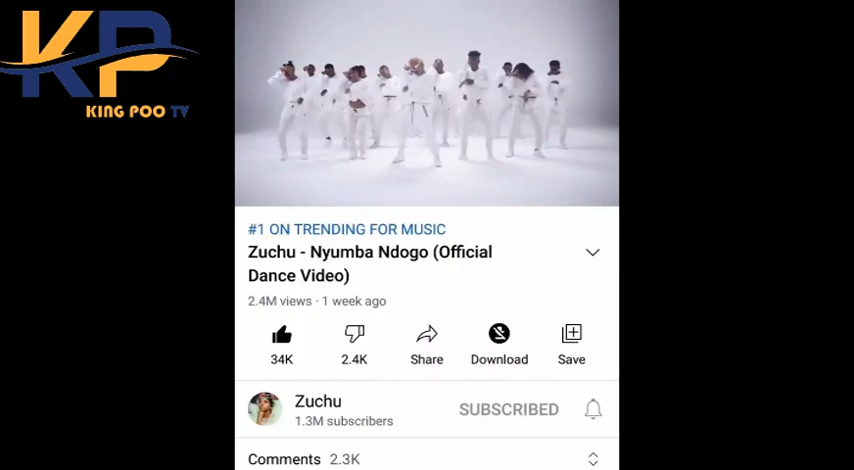 KP
KING POO TV
#1 ON TRENDING FOR MUSIC
Zuchu - Nyumba Ndogo (Official
Dance Video)
2.4M views · 1 week ago
34K
2.4K
Share
Download
Save
Zuchu
1.3M subscribers
SUBSCRIBED
Comments 2.3K